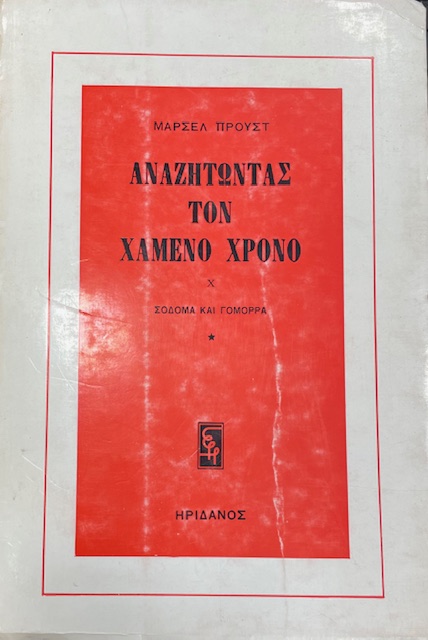 ΜΑΡΣΕΛ ΠΡΟΥΣΤ
ΑΝΑΖΗΤΩΝΤΑΣ
ΤΟΝ
ΧΑΜΕΝΟ ΧΡΟΝΟ
Χ
ΣΟΔΟΜΑ ΚΑΙ ΓΟΜΟΡΡΑ
*
ΗΡΙΔΑΝΟΣ